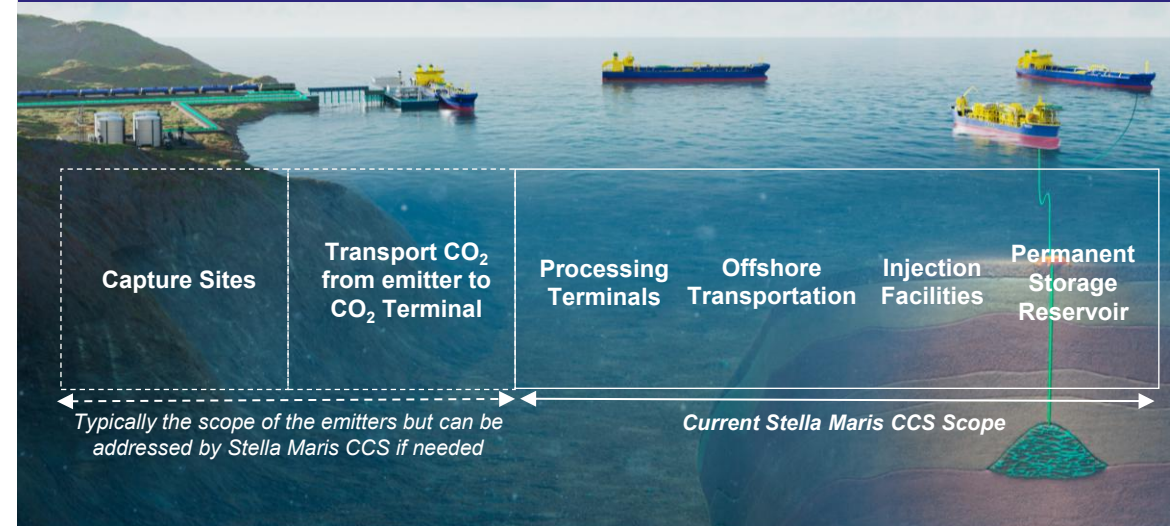 Capture Sites
Transport CO₂
from emitter to
CO₂ Terminal
Processing
Terminals
Offshore
Transportation
Injection
Facilities
Permanent
Storage
Reservoir
Typically the scope of the emitters but can be
addressed by Stella Maris CCS if needed
Current Stella Maris CCS Scope